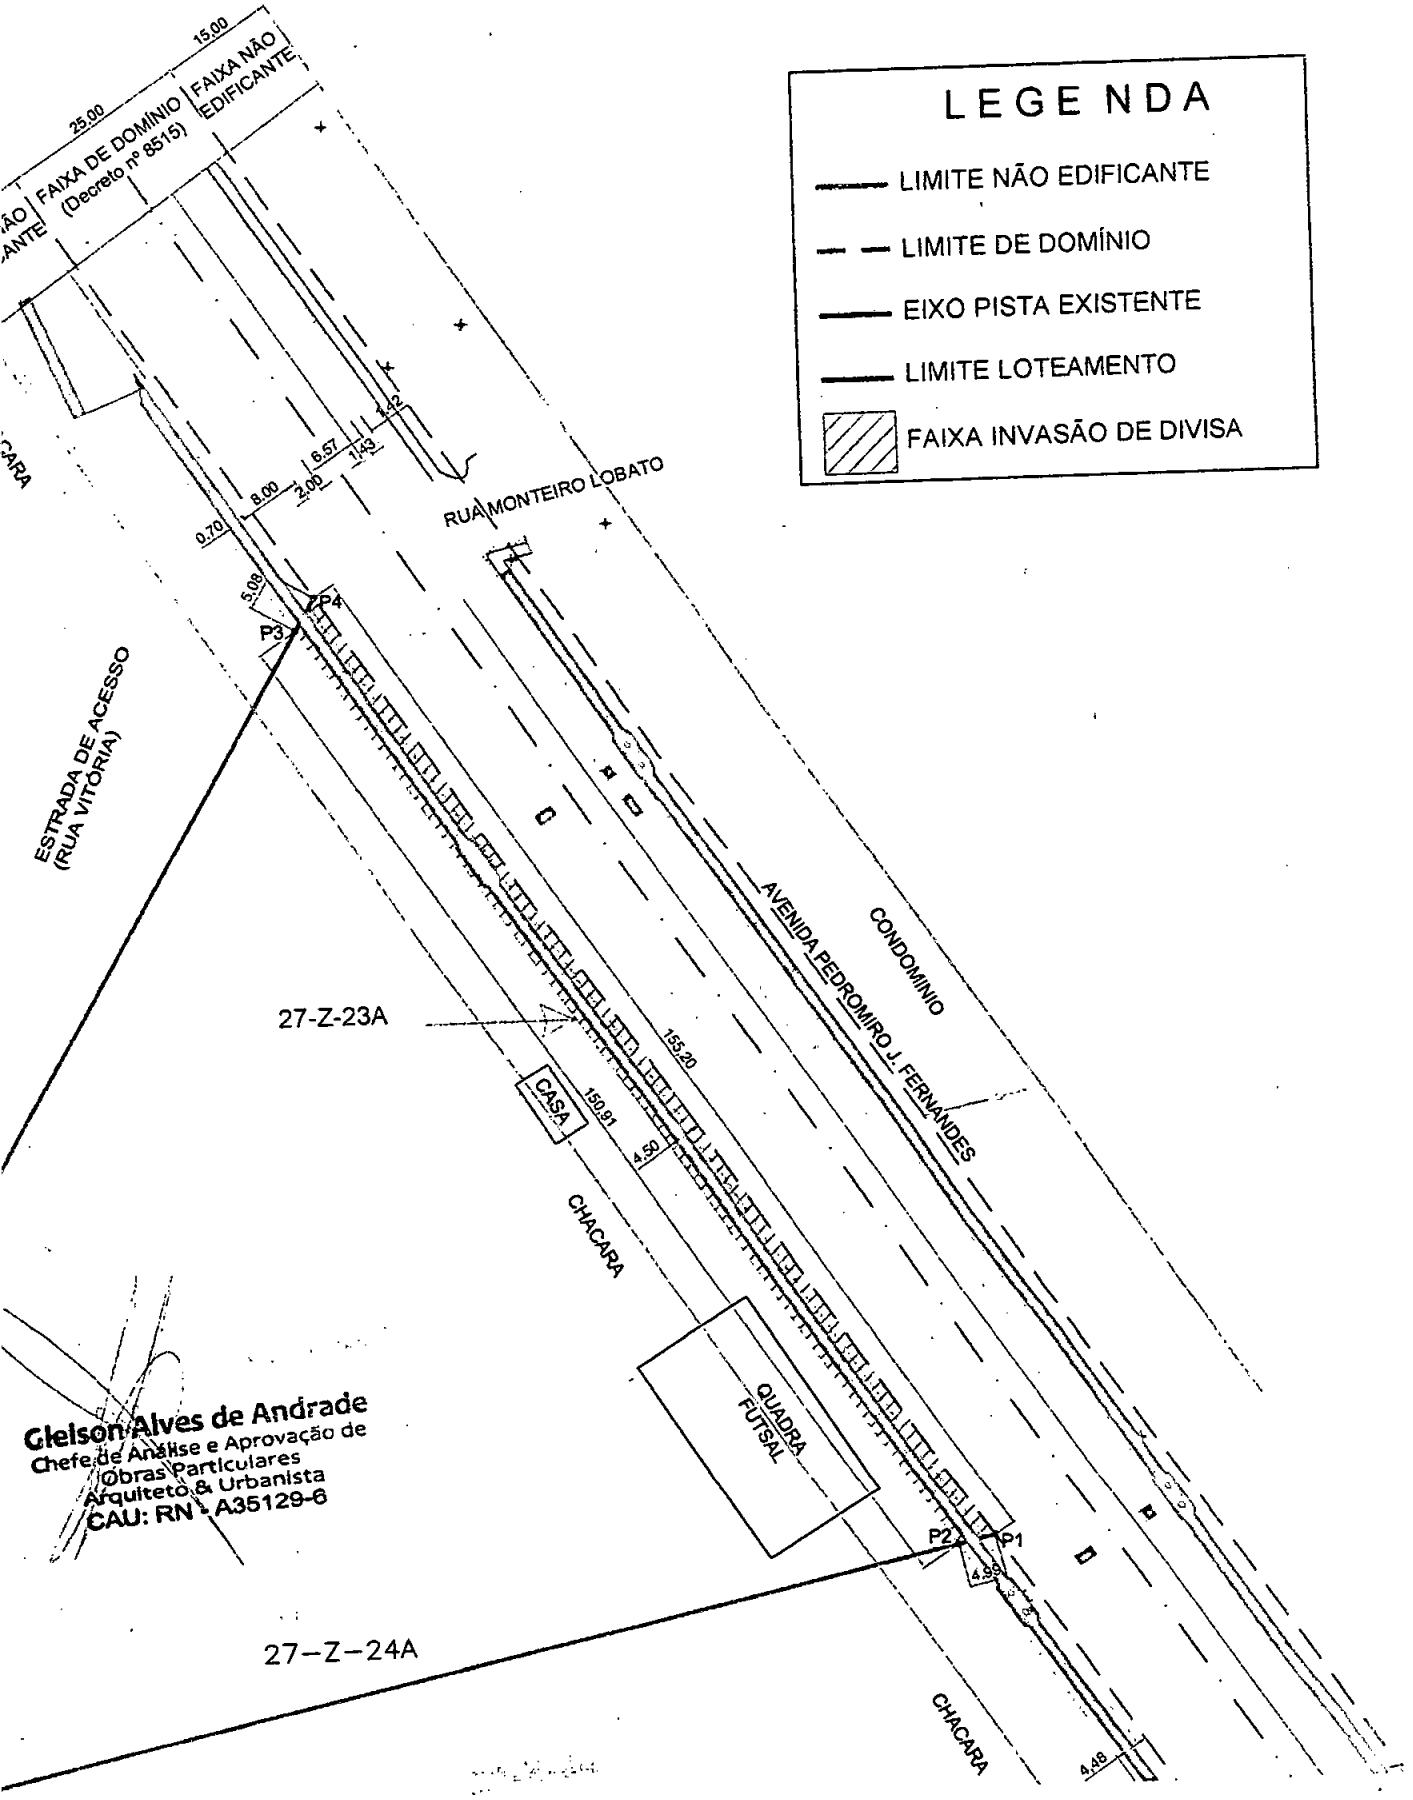 15,00
25,00
FAIXA NÃO
EDIFICANTE
FAIXA DE DOMÍNIO
(Decreto nº 8515)
LEGENDA
LIMITE NÃO EDIFICANTE
LIMITE DE DOMÍNIO
EIXO PISTA EXISTENTE
LIMITE LOTEAMENTO
FAIXA INVASÃO DE DIVISA
1,42
1,43
6.57
2,00
8.00
0,70
RUA MONTEIRO LOBATO
5,08
P4
P3
ESTRADA DE ACESSO
(RUA VITÓRIA)
AVENIDA PEDROMIRO J. FERNANDES
CONDOMINIO
27-Z-23A
155,20
CASA
150,91
4,50
CHACARA
QUADRA
FUTSAL
Gleison Alves de Andrade
Chefe de Análise e Aprovação de
Obras Particulares
Arquiteto & Urbanista
CAU: RN - A35129-6
P2
P1
4,99
27-Z-24A
CHACARA
4,48